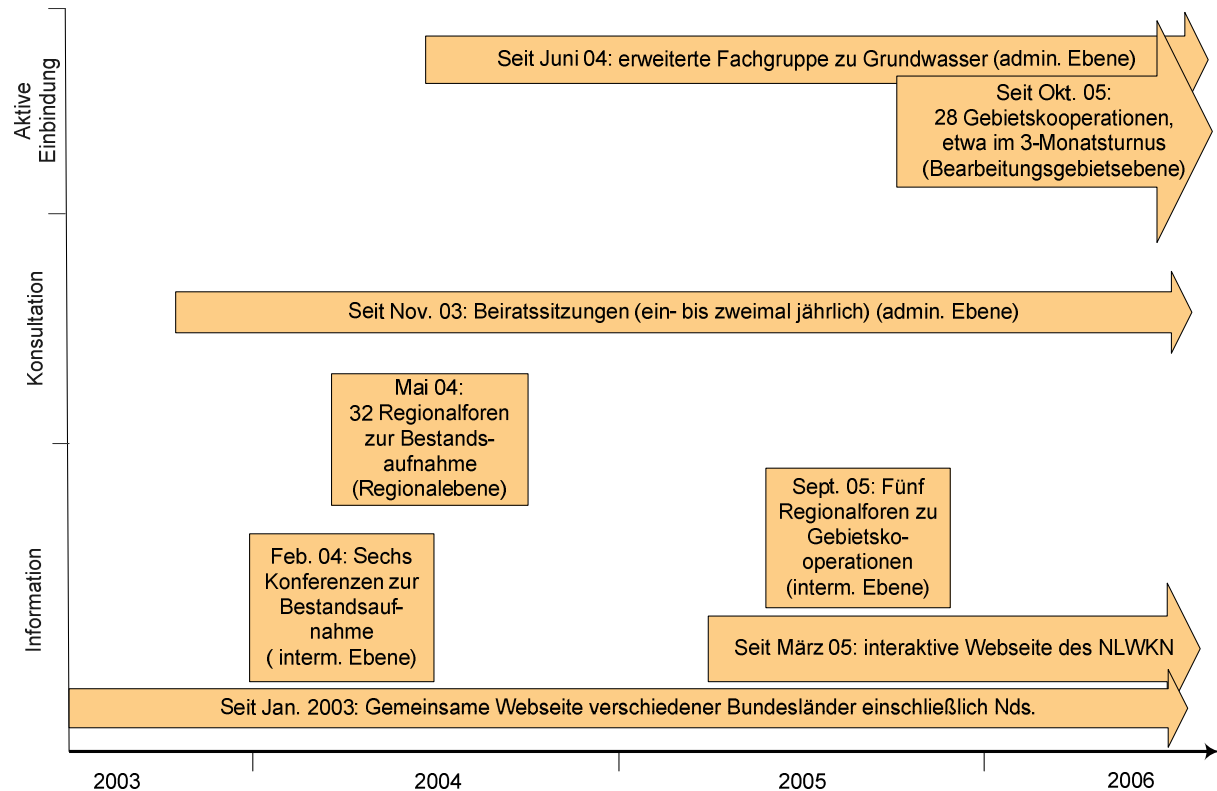 Aktive
Einbindung
Seit Juni 04: erweiterte Fachgruppe zu Grundwasser (admin. Ebene)
Seit Okt. 05:
28 Gebietskooperationen,
etwa im 3-Monatsturnus
(Bearbeitungsgebietsebene)
Konsultation
Seit Nov. 03: Beiratssitzungen (ein- bis zweimal jährlich) (admin. Ebene)
Mai 04:
32 Regionalforen
zur Bestands-
aufnahme
(Regionalebene)
Information
Feb. 04: Sechs
Konferenzen zur
Bestandsauf-
nahme
( interm. Ebene)
Sept. 05: Fünf
Regionalforen zu
Gebietsko-
operationen
(interm. Ebene)
Seit März 05: interaktive Webseite des NLWKN
Seit Jan. 2003: Gemeinsame Webseite verschiedener Bundesländer einschließlich Nds.
2003
2004
2005
2006